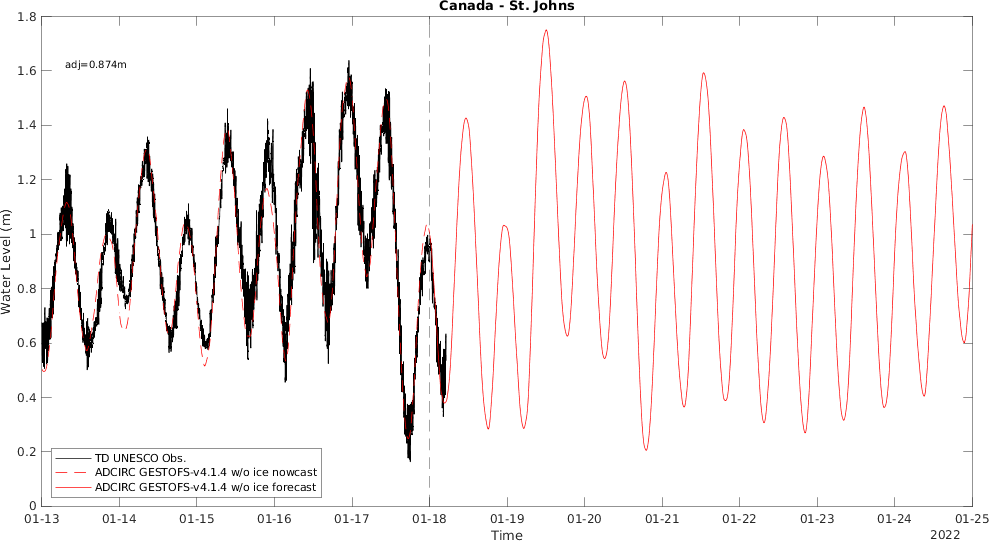 Canada - St. Johns
1.8
1.6
1.4
1.2
1
0.8
0.6
0.4
0.2
0
Water Level (m)
adj=0.874m
TD UNESCO Obs.
ADCIRC GESTOFS-v4.1.4 w/o ice nowcast
ADCIRC GESTOFS-v4.1.4 w/o ice forecast
01-13 01-14 01-15 01-16 01-17 01-18 01-19 01-20 01-21 01-22 01-23 01-24 01-25
Time
2022